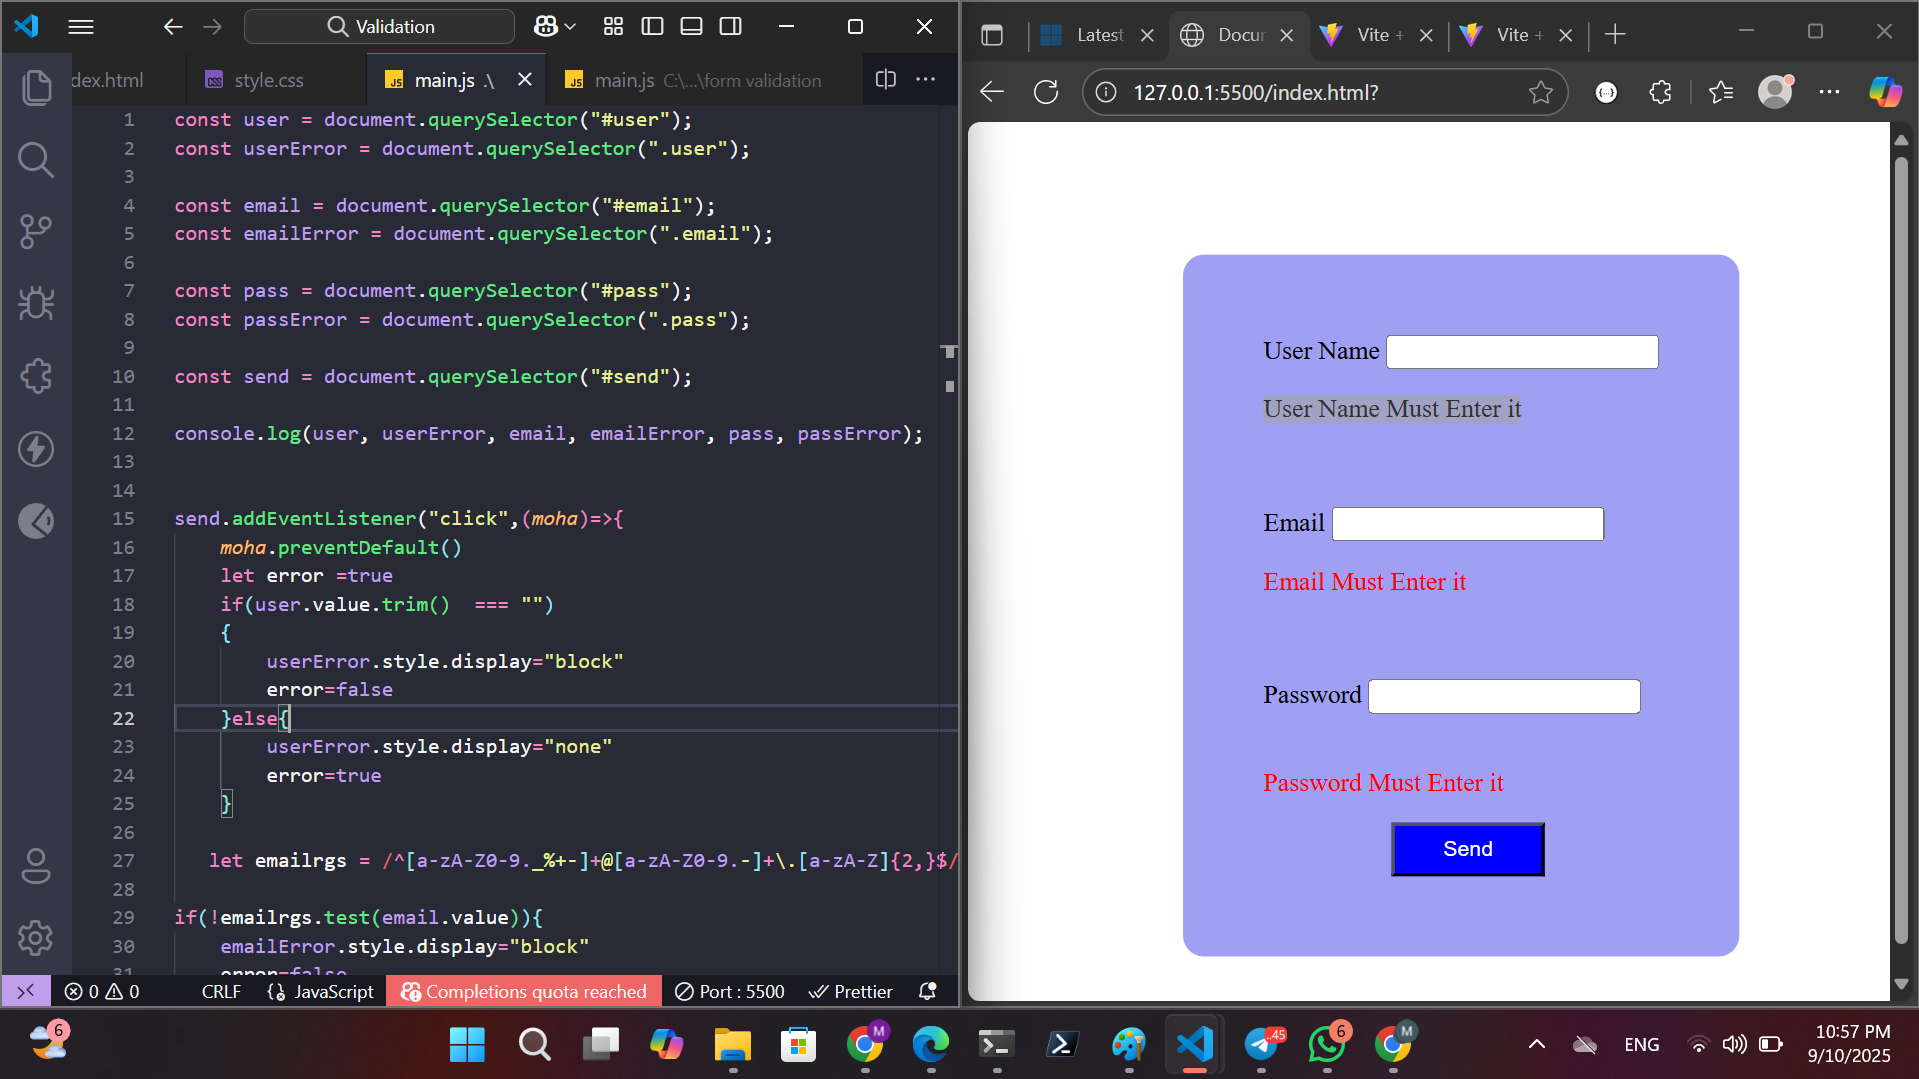 Validation
dex.html
style.css
main.js .\
main.js C:\...\form validation
1 const user = document.querySelector("#user");
2 const userError = document.querySelector(".user");
3
4 const email = document.querySelector("#email");
5 const emailError = document.querySelector(".email");
6
7 const pass = document.querySelector("#pass");
8 const passError = document.querySelector(".pass");
9
10 const send = document.querySelector("#send");
11
12 console.log(user, userError, email, emailError, pass, passError);
13
14
15 send.addEventListener("click",(moha)=>{
16 moha.preventDefault()
17 let error =true
18 if(user.value.trim()  === "")
19 {
20 userError.style.display="block"
21 error=false
22 }else{
23 userError.style.display="none"
24 error=true
25 }
26
27 let emailrgs = /^[a-zA-Z0-9._%+-]+@[a-zA-Z0-9.-]+\.[a-zA-Z]{2,}$/
28
29 if(!emailrgs.test(email.value)){
30 emailError.style.display="block"
31 error=false
0 0 CRLF {} JavaScript Completions quota reached Port : 5500 Prettier
Latest
Docur
Vite +
Vite +
127.0.0.1:5500/index.html?
User Name
User Name Must Enter it
Email
Email Must Enter it
Password
Password Must Enter it
Send
6
M
.45
6
M
ENG
10:57 PM
9/10/2025